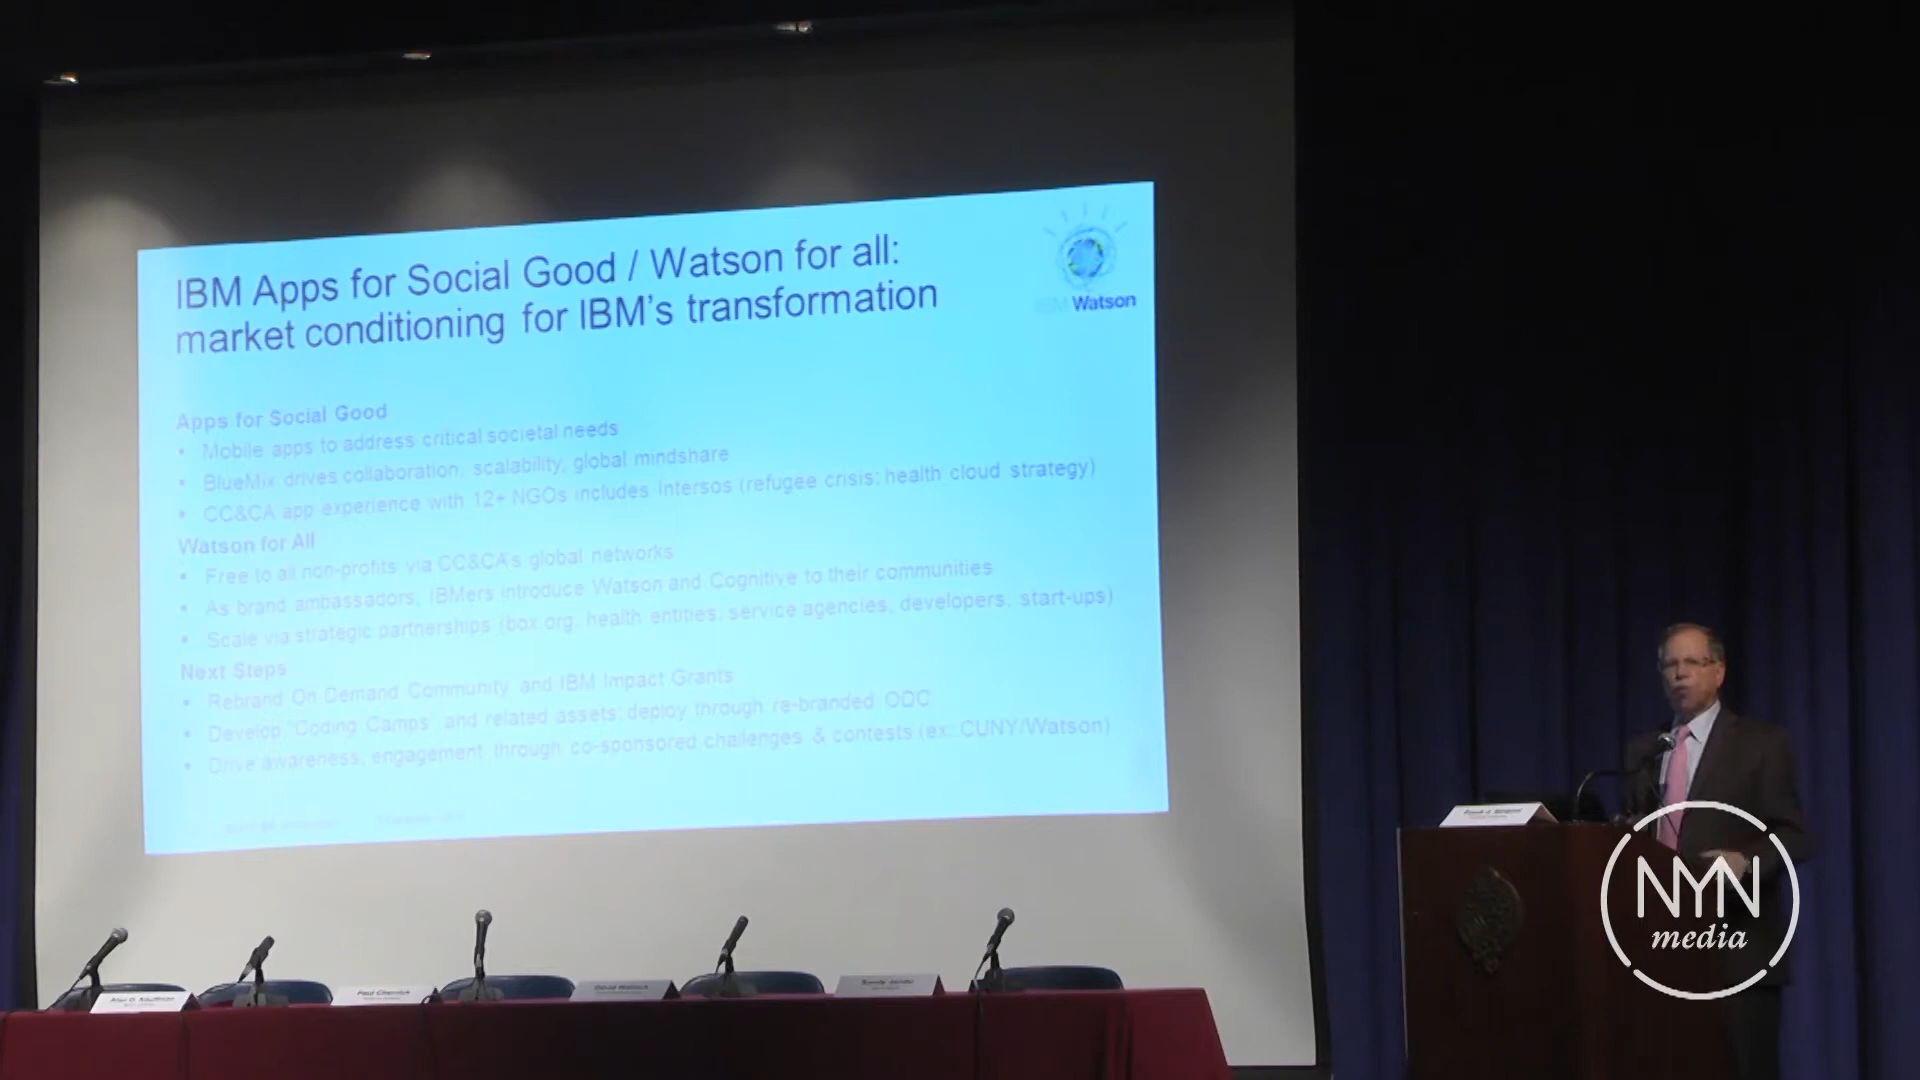 IBM Apps for Social Good / Watson for all:
market conditioning for IBM's transformation
IBM Watson
Apps for Social Good
• Mobile apps to address critical societal needs
• BlueMix drives collaboration, scalability, global mindshare
• CC&CA app experience with 12+ NGOs includes Intersos (refugee crisis; health cloud strategy)
Watson for All
• Free to all non-profits via CC&CA's global networks
• As brand ambassadors, IBMers introduce Watson and Cognitive to their communities
• Scale via strategic partnerships (box.org, health entities, service agencies, developers, start-ups)
Next Steps
• Rebrand On Demand Community and IBM Impact Grants
• Develop "Coding Camps" and related assets; deploy through re-branded ODC
• Drive awareness, engagement through co-sponsored challenges & contests (ex: CUNY/Watson)
NYN
media